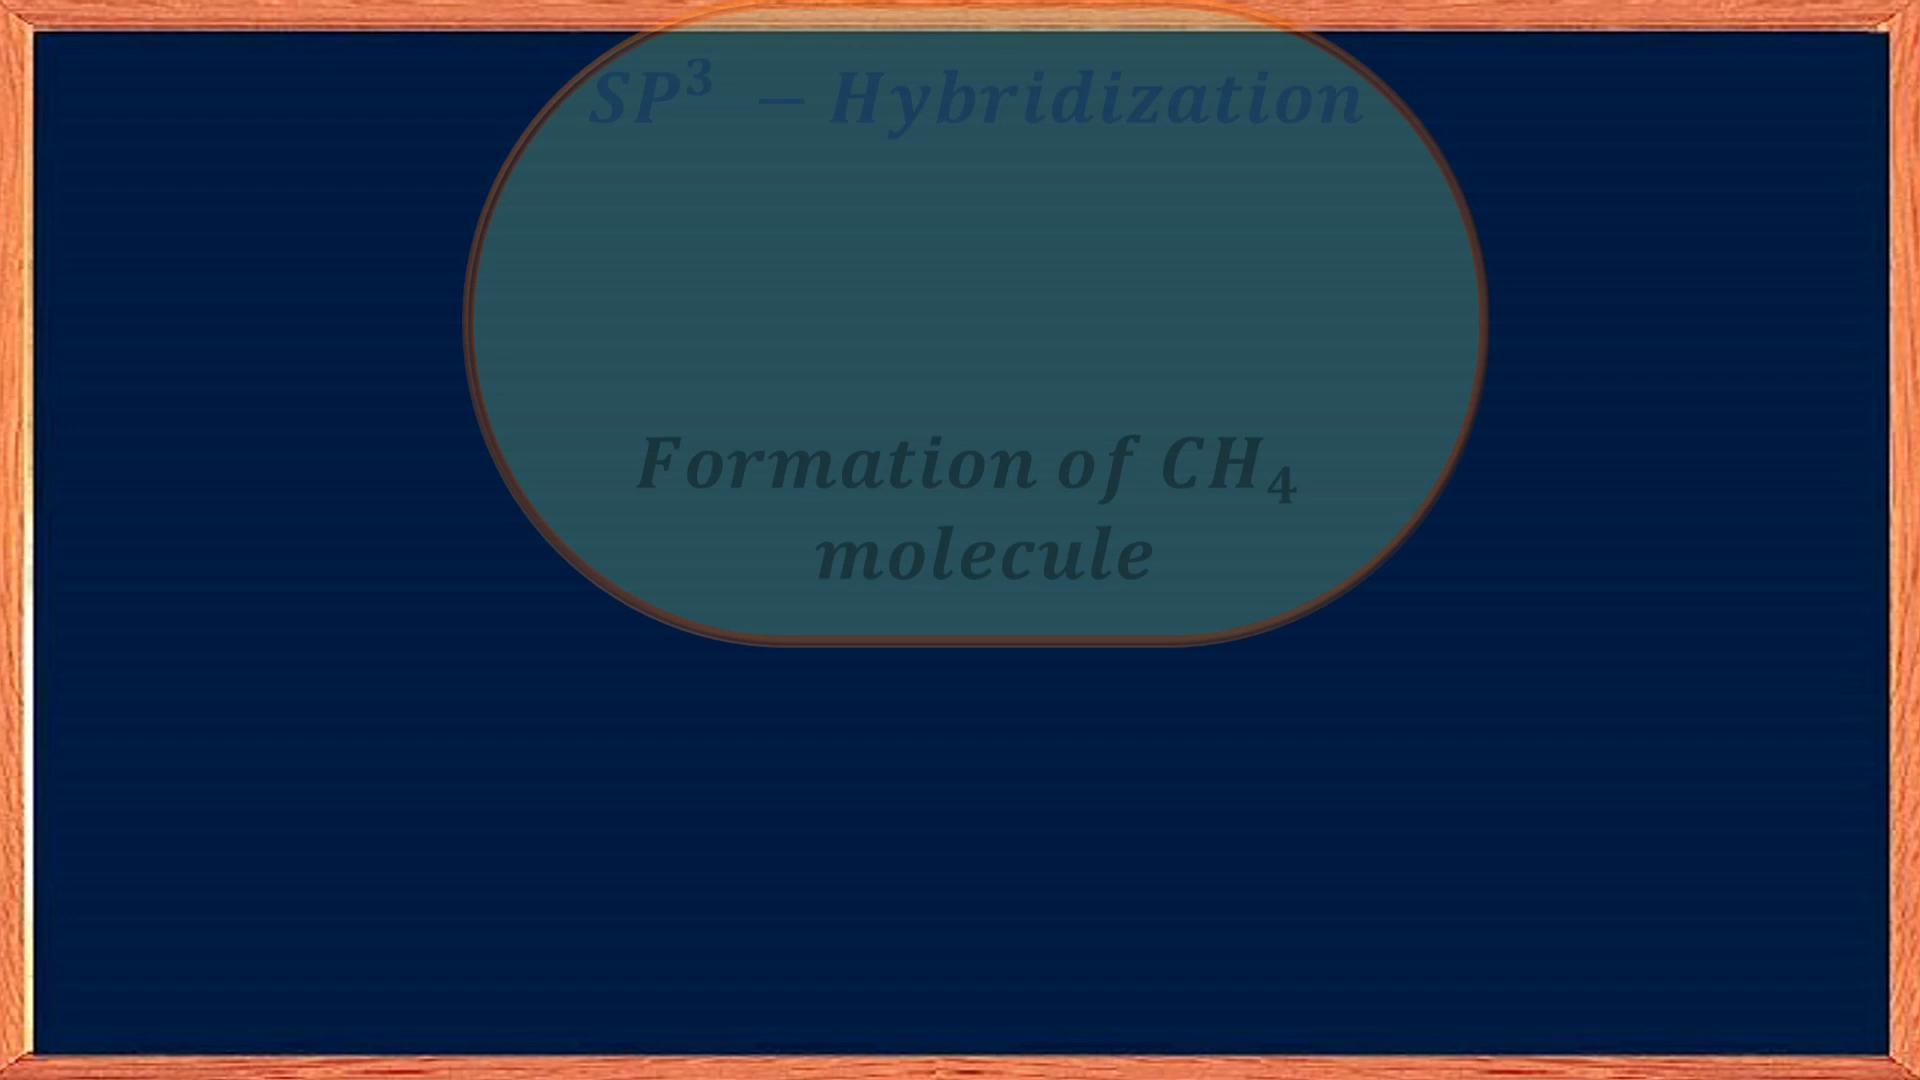 SP³ – Hybridization
Formation of CH₄
molecule